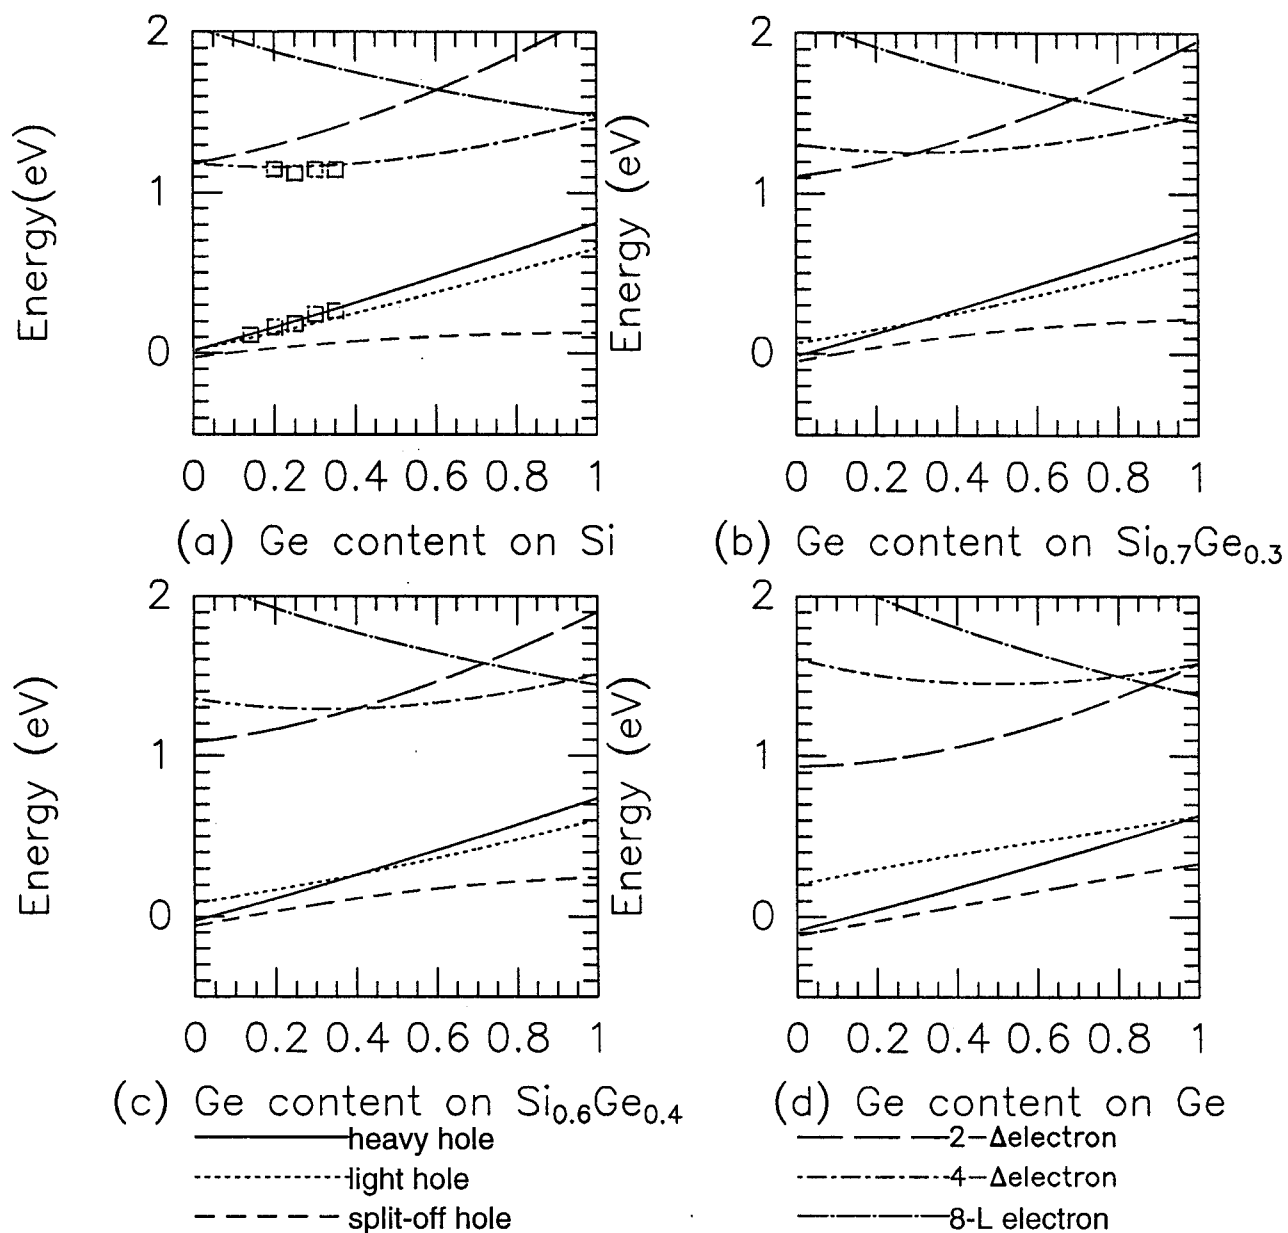 2
1
0
Energy(eV)
0 0.2 0.4 0.6 0.8 1
(a) Ge content on Si
2
1
0
Energy (eV)
0 0.2 0.4 0.6 0.8 1
(b) Ge content on Si0.7Ge0.3
2
1
0
Energy (eV)
0 0.2 0.4 0.6 0.8 1
(c) Ge content on Si0.6Ge0.4
2
1
0
Energy (eV)
0 0.2 0.4 0.6 0.8 1
(d) Ge content on Ge
heavy hole
light hole
split-off hole
2-Δelectron
4-Δelectron
8-L electron